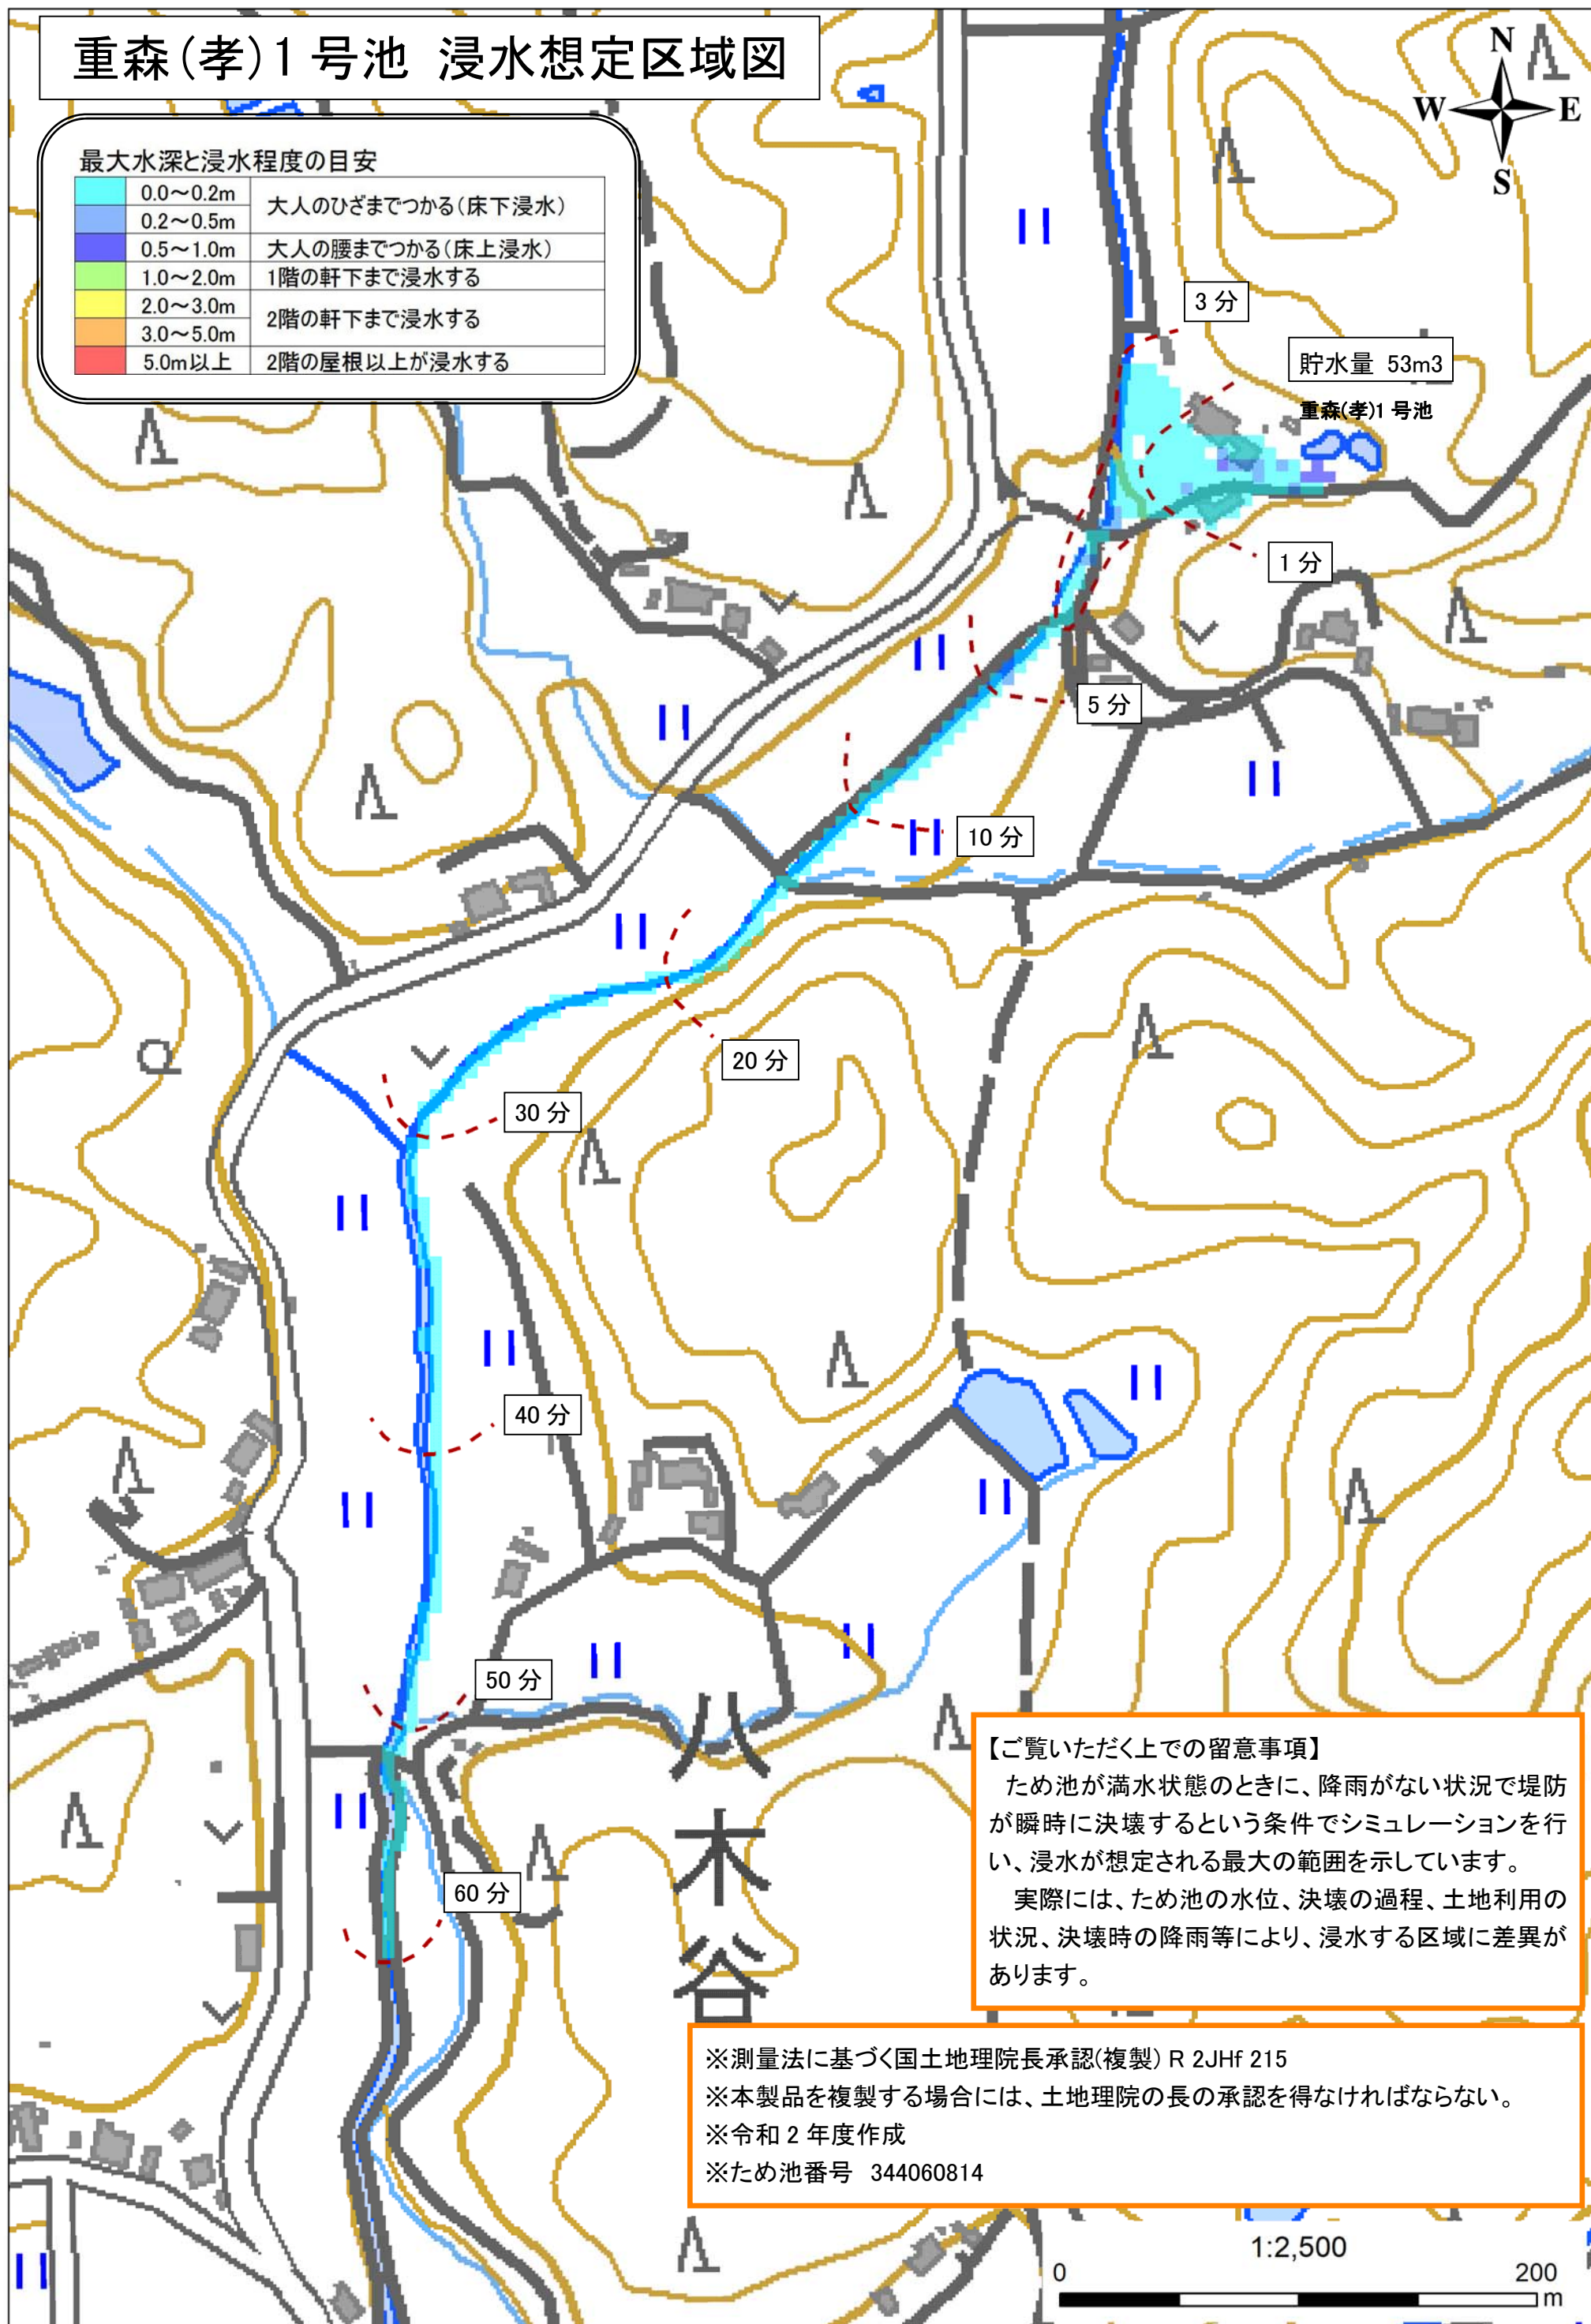 重森(孝)1号池 浸水想定区域図
N
W E
S
最大水深と浸水程度の目安
0.0～0.2m 大人のひざまでつかる(床下浸水)
0.2～0.5m
0.5～1.0m 大人の腰までつかる(床上浸水)
1.0～2.0m 1階の軒下まで浸水する
2.0～3.0m 2階の軒下まで浸水する
3.0～5.0m
5.0m以上 2階の屋根以上が浸水する
3分
貯水量 53m3
重森(孝)1号池
1分
5分
10分
20分
30分
40分
50分
60分
八木谷
【ご覧いただく上での留意事項】
ため池が満水状態のときに、降雨がない状況で堤防
が瞬時に決壊するという条件でシミュレーションを行
い、浸水が想定される最大の範囲を示しています。
実際には、ため池の水位、決壊の過程、土地利用の
状況、決壊時の降雨等により、浸水する区域に差異が
あります。
※測量法に基づく国土地理院長承認(複製) R 2JHf 215
※本製品を複製する場合には、土地理院の長の承認を得なければならない。
※令和2年度作成
※ため池番号 344060814
1:2,500
0 200
m